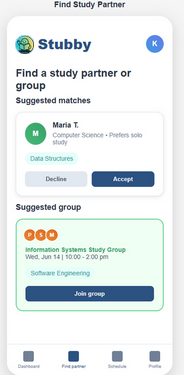 Find Study Partner
Stubby
K
Find a study partner or
group
Suggested matches
M
Maria T.
Computer Science • Prefers solo
study
Data Structures
Decline
Accept
Suggested group
P S M
Information Systems Study Group
Wed, Jun 14 | 10:00 - 2:00 pm
Software Engineering
Join group
Dashboard
Find partner
Schedule
Profile